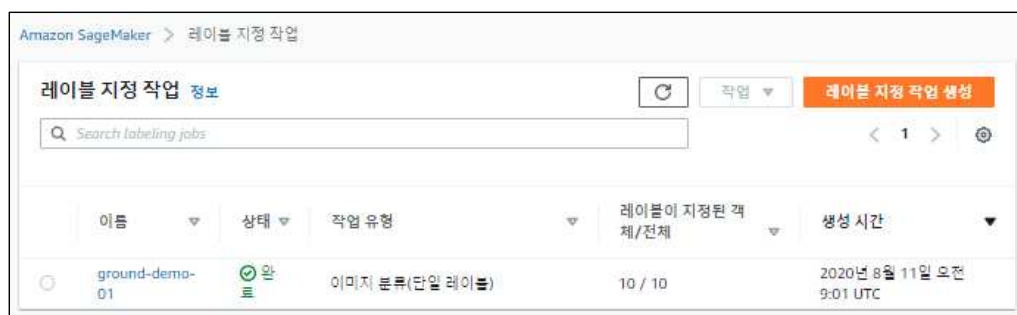 Amazon SageMaker > 레이블 지정 작업
레이블 지정 작업 정보
작업
레이블 지정 작업 생성
Search labeling jobs
< 1 >
이름
상태
작업 유형
레이블이 지정된 객
체/전체
생성 시간
ground-demo-
01
완
료
이미지 분류(단일 레이블)
10 / 10
2020년 8월 11일 오전
9:01 UTC